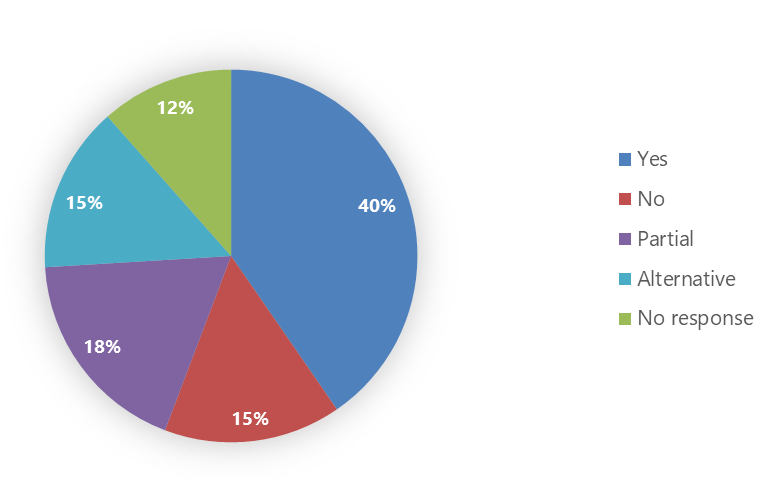 12%
40%
15%
18%
15%
Yes
No
Partial
Alternative
No response